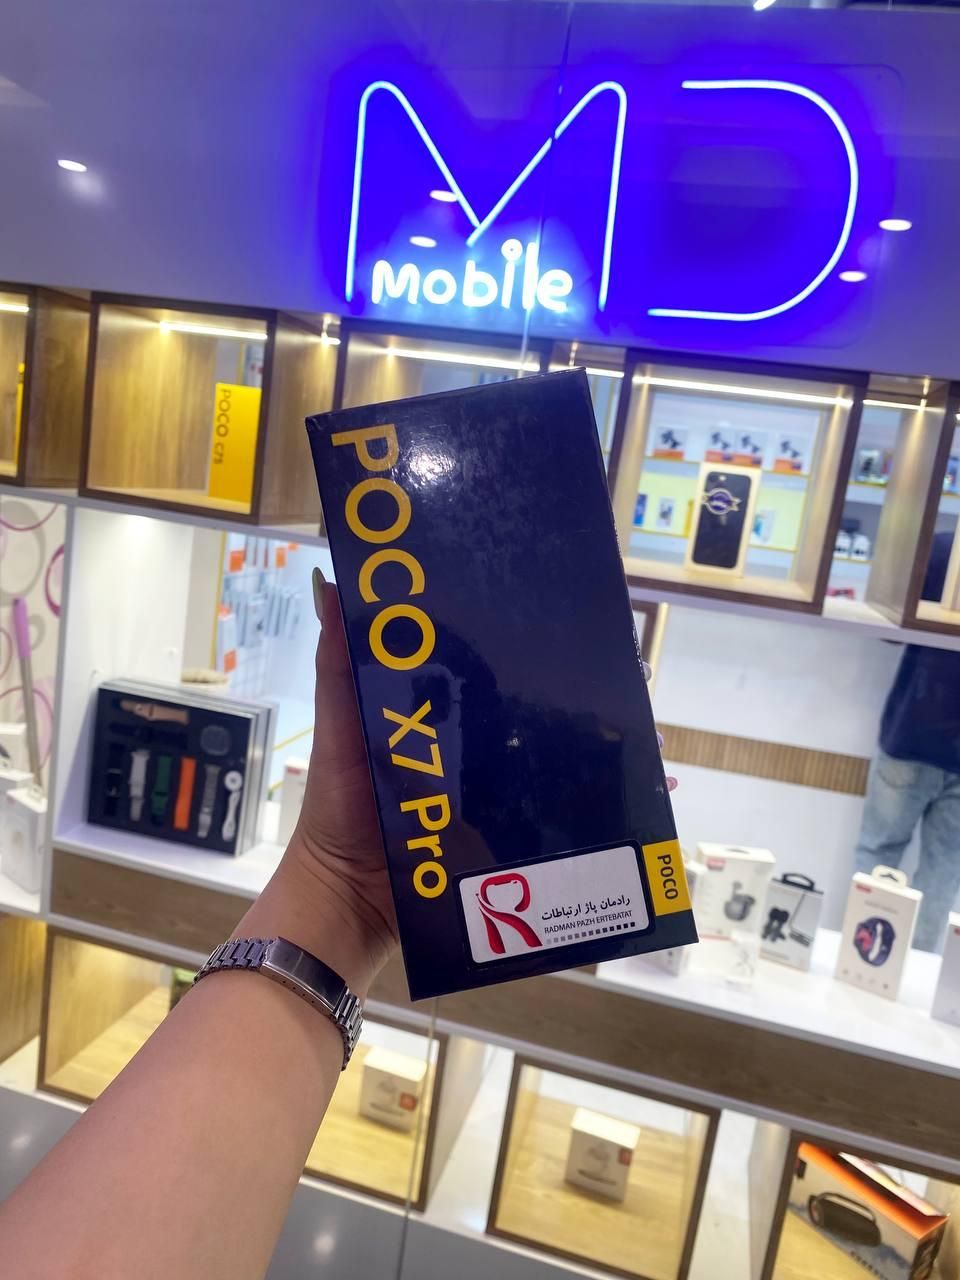 MD
mobile
POCO C75
POCO X7 Pro
POCO
رادمان پاژ ارتباطات
RADMAN PAZH ERTEBATAT